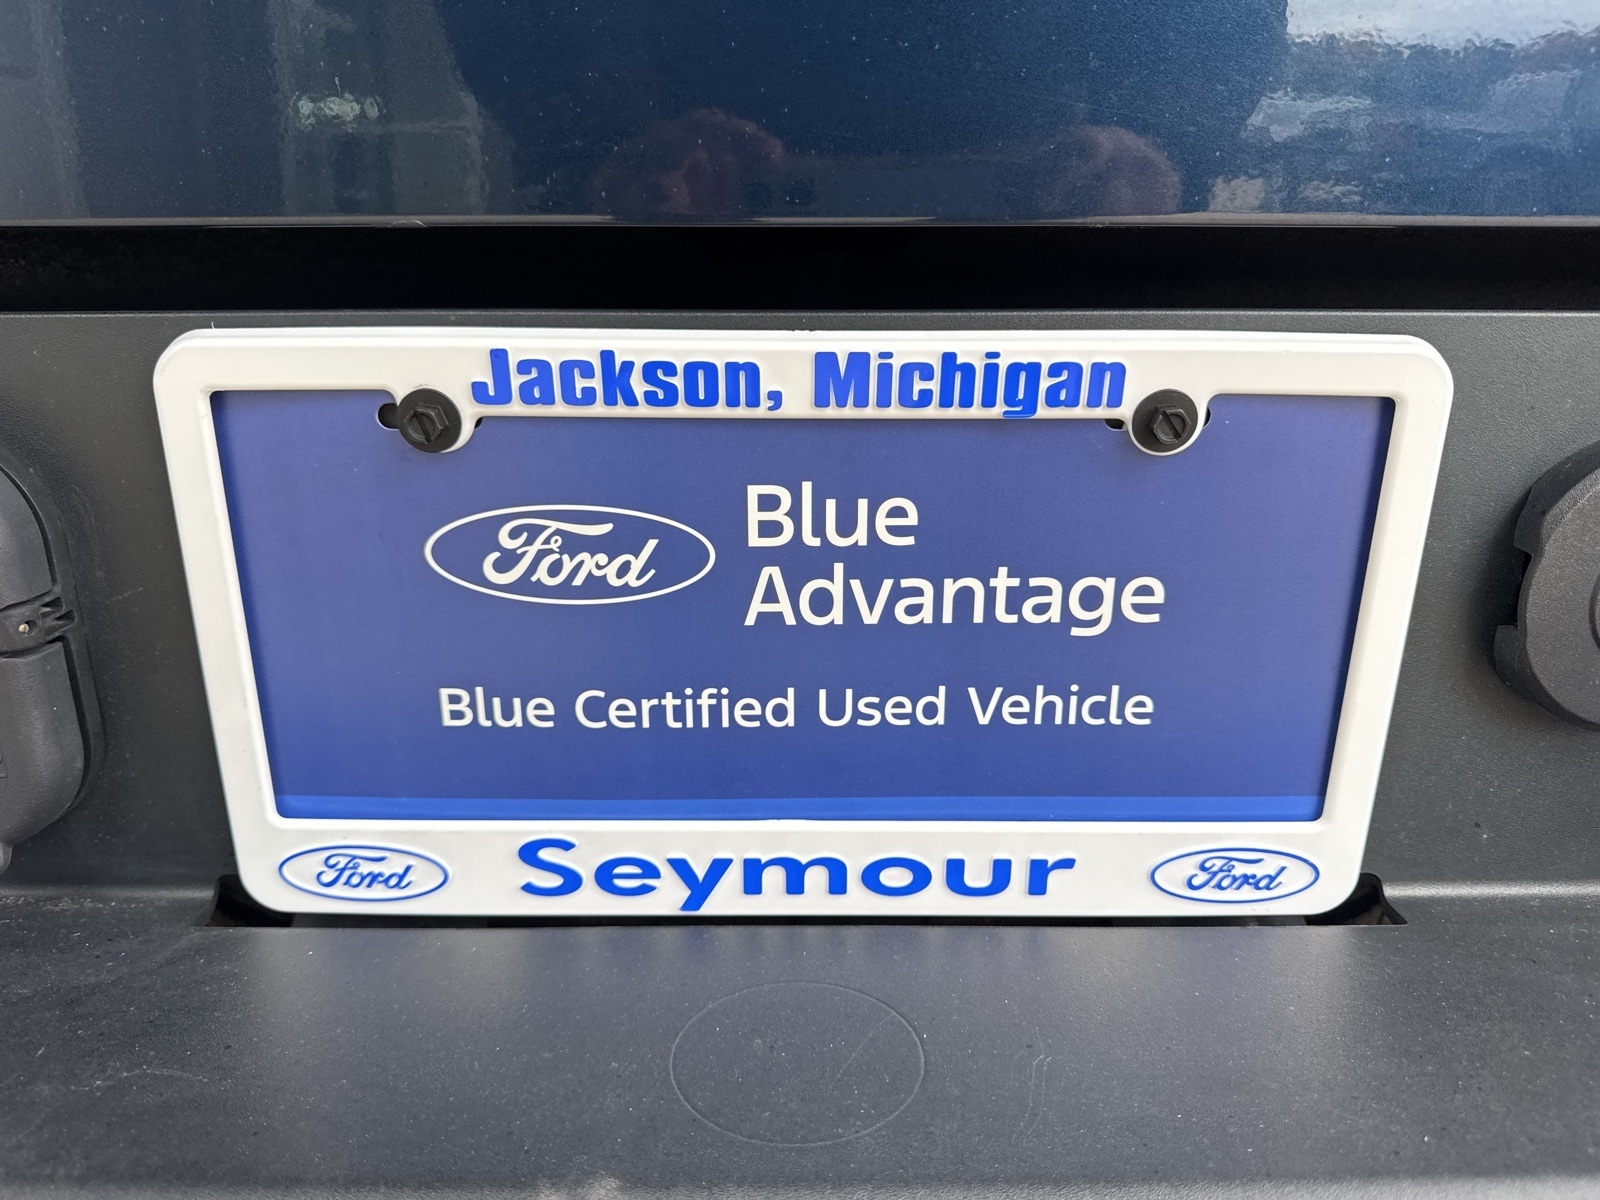 Jackson, Michigan
Ford
Blue
Advantage
Blue Certified Used Vehicle
Ford Seymour Ford